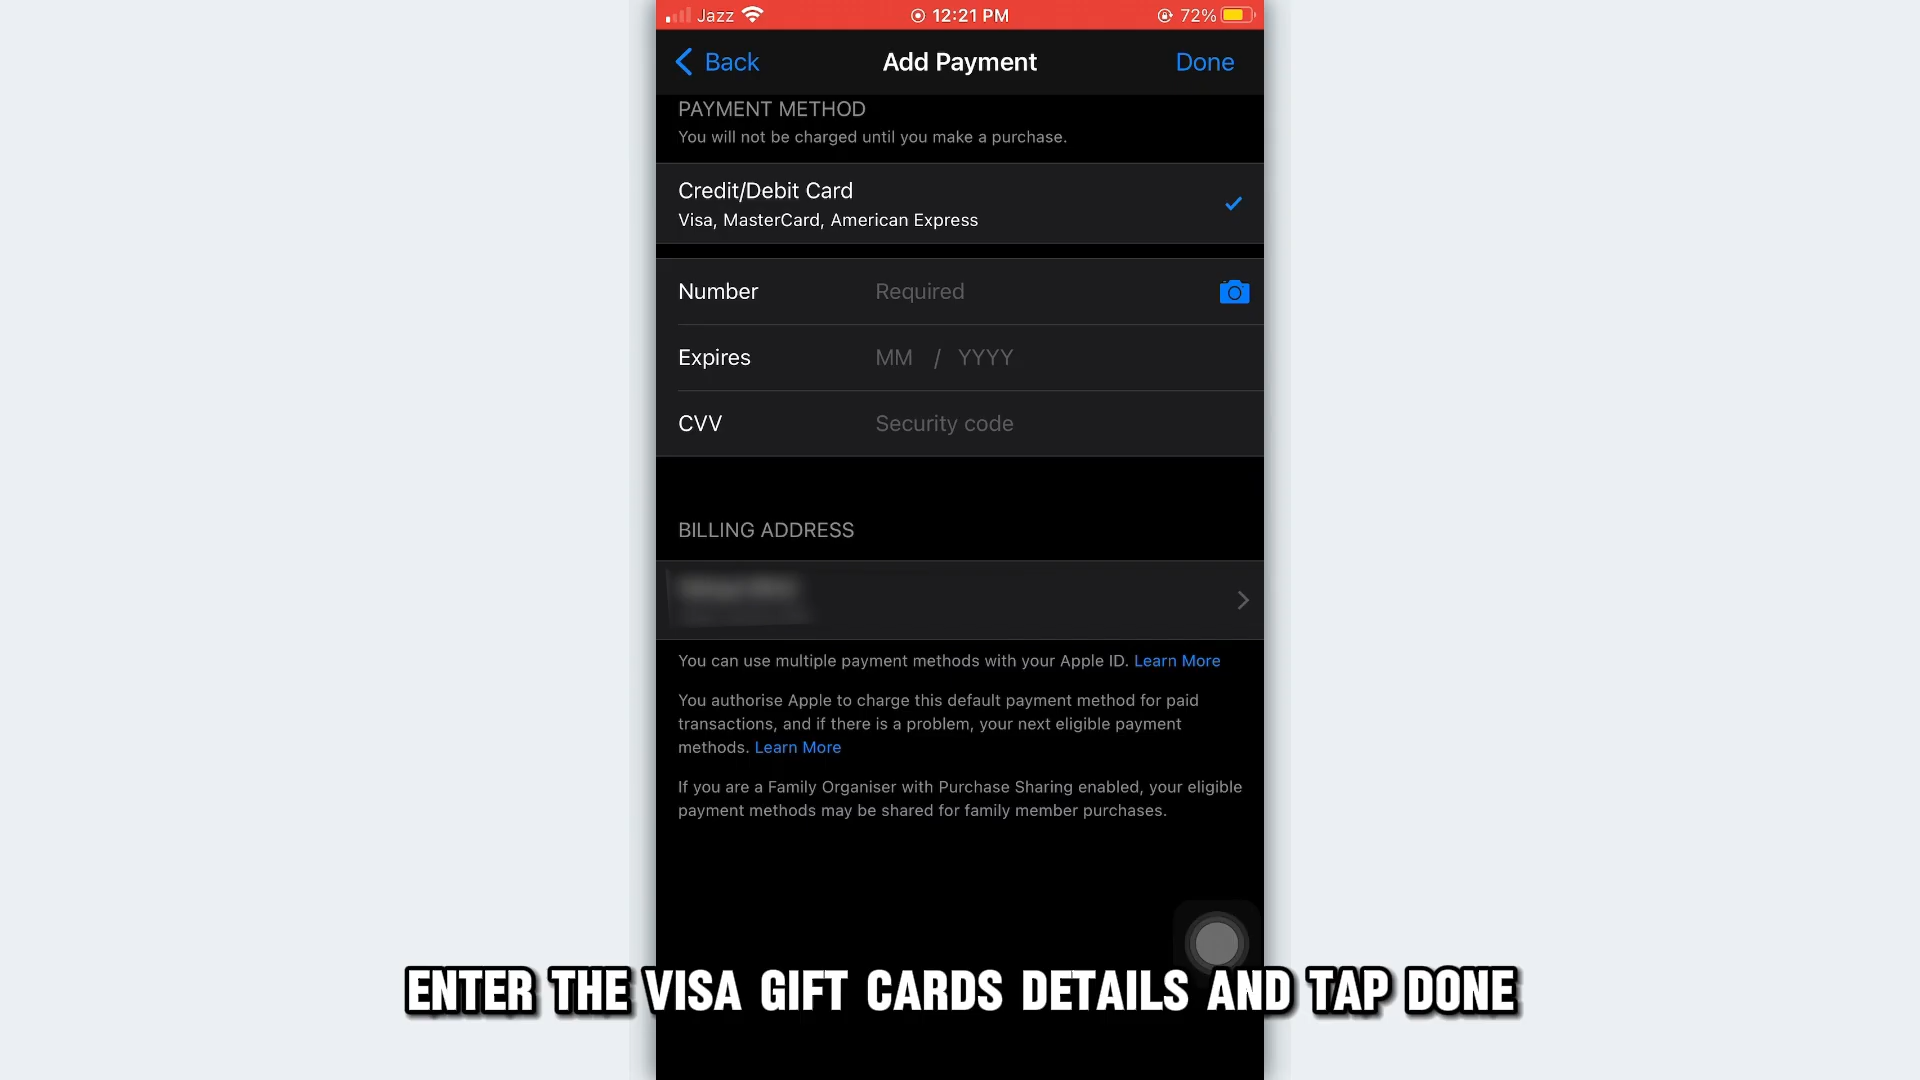 Jazz 12:21 PM 72%
Back Add Payment Done
PAYMENT METHOD
You will not be charged until you make a purchase.
Credit/Debit Card
Visa, MasterCard, American Express
Number Required
Expires MM / YYYY
CVV Security code
BILLING ADDRESS
You can use multiple payment methods with your Apple ID. Learn More
You authorise Apple to charge this default payment method for paid
transactions, and if there is a problem, your next eligible payment
methods. Learn More
If you are a Family Organiser with Purchase Sharing enabled, your eligible
payment methods may be shared for family member purchases.
ENTER THE VISA GIFT CARDS DETAILS AND TAP DONE